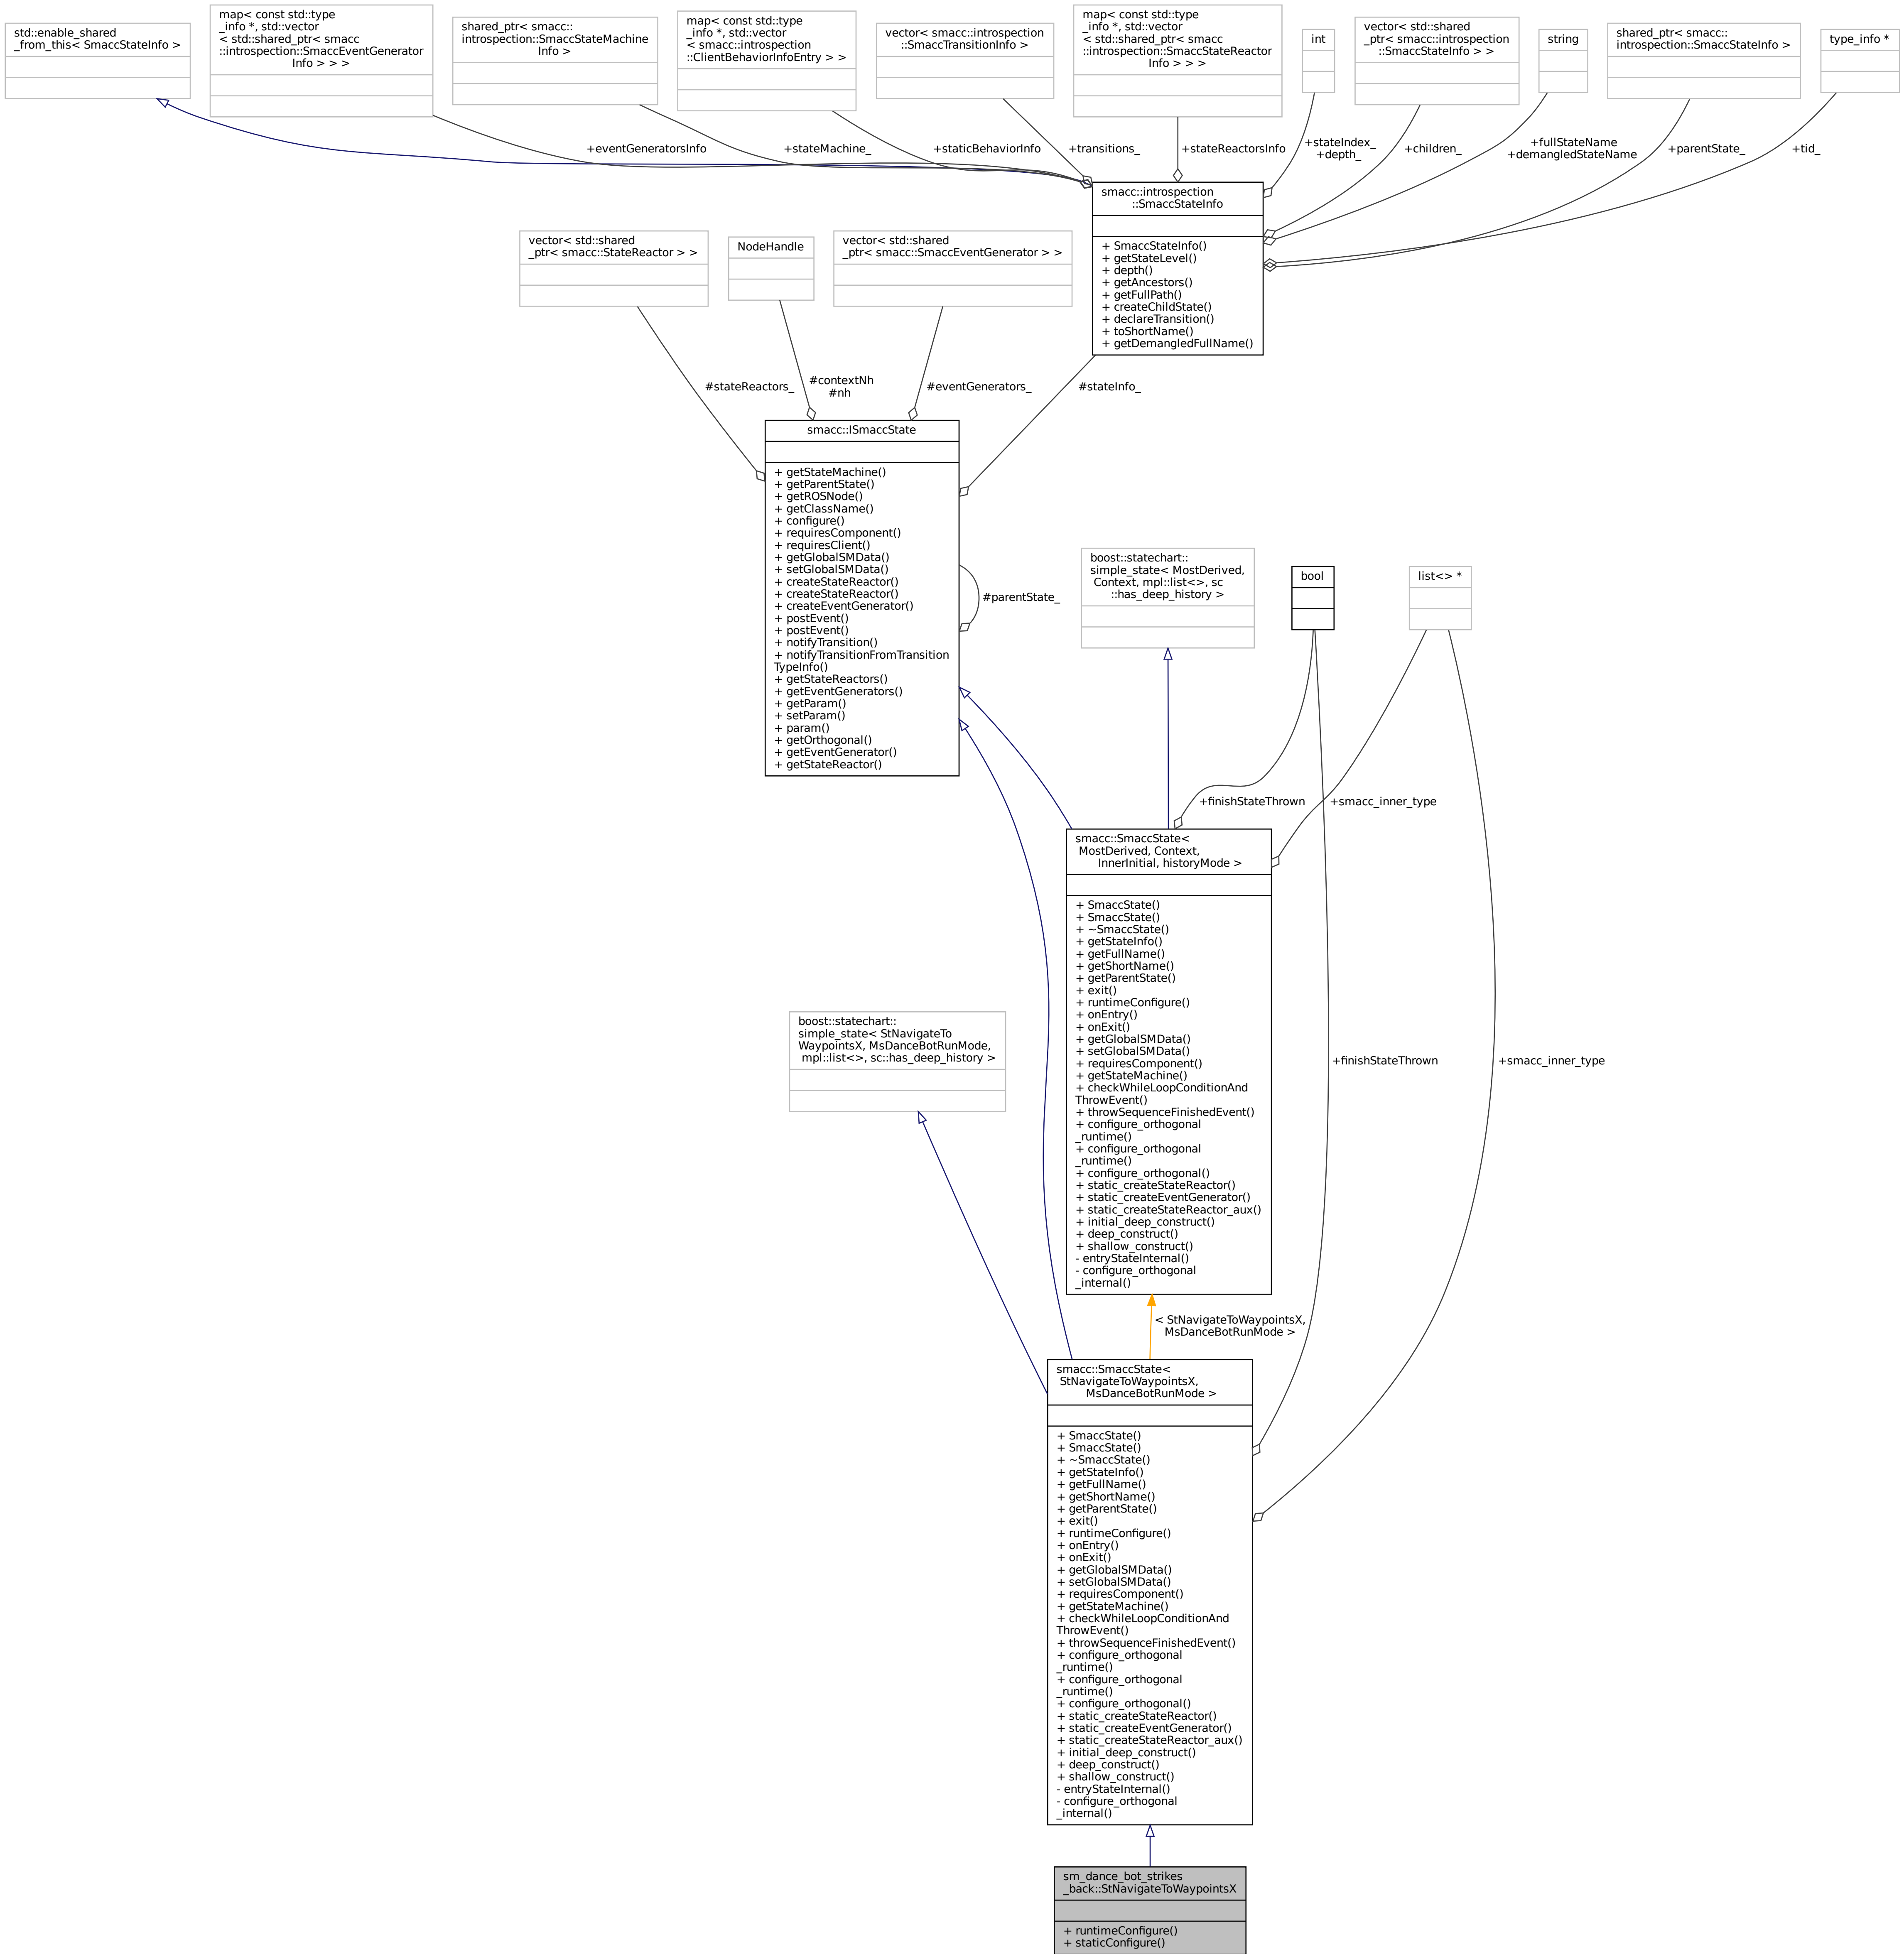 std::enable_shared
_from_this< SmaccStateInfo >
map< const std::type
_info *, std::vector
< std::shared_ptr< smacc
::introspection::SmaccEventGenerator
Info > > >
shared_ptr< smacc::
introspection::SmaccStateMachine
Info >
map< const std::type
_info *, std::vector
< smacc::introspection
::ClientBehaviorInfoEntry > >
vector< smacc::introspection
::SmaccTransitionInfo >
map< const std::type
_info *, std::vector
< std::shared_ptr< smacc
::introspection::SmaccStateReactor
Info > > >
int
vector< std::shared
_ptr< smacc::introspection
::SmaccStateInfo > >
string
shared_ptr< smacc::
introspection::SmaccStateInfo >
type_info *
+eventGeneratorsInfo
+stateMachine_
+staticBehaviorInfo
+transitions_
+stateReactorsInfo
+stateIndex_
+depth_
+children_
+fullStateName
+demangledStateName
+parentState_
+tid_
smacc::introspection
::SmaccStateInfo
+ SmaccStateInfo()
+ getStateLevel()
+ depth()
+ getAncestors()
+ getFullPath()
+ createChildState()
+ declareTransition()
+ toShortName()
+ getDemangledFullName()
vector< std::shared
_ptr< smacc::StateReactor > >
NodeHandle
vector< std::shared
_ptr< smacc::SmaccEventGenerator > >
#stateReactors_
#contextNh
#nh
#eventGenerators_
#stateInfo_
smacc::ISmaccState
+ getStateMachine()
+ getParentState()
+ getROSNode()
+ getClassName()
+ configure()
+ requiresComponent()
+ requiresClient()
+ getGlobalSMData()
+ setGlobalSMData()
+ createStateReactor()
+ createStateReactor()
+ createEventGenerator()
+ postEvent()
+ postEvent()
+ notifyTransition()
+ notifyTransitionFromTransition
TypeInfo()
+ getStateReactors()
+ getEventGenerators()
+ getParam()
+ setParam()
+ param()
+ getOrthogonal()
+ getEventGenerator()
+ getStateReactor()
#parentState_
boost::statechart::
simple_state< MostDerived,
Context, mpl::list<>, sc
::has_deep_history >
bool
list<> *
+finishStateThrown
+smacc_inner_type
smacc::SmaccState<
MostDerived, Context,
InnerInitial, historyMode >
+ SmaccState()
+ SmaccState()
+ ~SmaccState()
+ getStateInfo()
+ getFullName()
+ getShortName()
+ getParentState()
+ exit()
+ runtimeConfigure()
+ onEntry()
+ onExit()
+ getGlobalSMData()
+ setGlobalSMData()
+ requiresComponent()
+ getStateMachine()
+ checkWhileLoopConditionAnd
ThrowEvent()
+ throwSequenceFinishedEvent()
+ configure_orthogonal
_runtime()
+ configure_orthogonal
_runtime()
+ configure_orthogonal()
+ static_createStateReactor()
+ static_createEventGenerator()
+ static_createStateReactor_aux()
+ initial_deep_construct()
+ deep_construct()
+ shallow_construct()
- entryStateInternal()
- configure_orthogonal
_internal()
boost::statechart::
simple_state< StNavigateTo
WaypointsX, MsDanceBotRunMode,
mpl::list<>, sc::has_deep_history >
+finishStateThrown
+smacc_inner_type
< StNavigateToWaypointsX,
MsDanceBotRunMode >
smacc::SmaccState<
StNavigateToWaypointsX,
MsDanceBotRunMode >
+ SmaccState()
+ SmaccState()
+ ~SmaccState()
+ getStateInfo()
+ getFullName()
+ getShortName()
+ getParentState()
+ exit()
+ runtimeConfigure()
+ onEntry()
+ onExit()
+ getGlobalSMData()
+ setGlobalSMData()
+ requiresComponent()
+ getStateMachine()
+ checkWhileLoopConditionAnd
ThrowEvent()
+ throwSequenceFinishedEvent()
+ configure_orthogonal
_runtime()
+ configure_orthogonal
_runtime()
+ configure_orthogonal()
+ static_createStateReactor()
+ static_createEventGenerator()
+ static_createStateReactor_aux()
+ initial_deep_construct()
+ deep_construct()
+ shallow_construct()
- entryStateInternal()
- configure_orthogonal
_internal()
sm_dance_bot_strikes
_back::StNavigateToWaypointsX
+ runtimeConfigure()
+ staticConfigure()